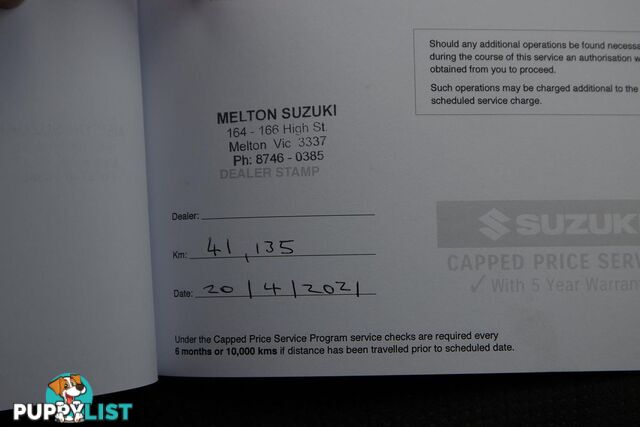 Should any additional operations be found necessa
during the course of this service an authorisation w
obtained from you to proceed.
Such operations may be charged additional to the
scheduled service charge.
MELTON SUZUKI
164 - 166 High St.
Melton Vic 3337
Ph: 8746 - 0385
DEALER STAMP
Dealer:
Km: 41,135
Date: 20/4/2021
SUZUK
CAPPED PRICE SERV
✓ With 5 Year Warran
Under the Capped Price Service Program service checks are required every
6 months or 10,000 kms if distance has been travelled prior to scheduled date.
PUPPYLIST